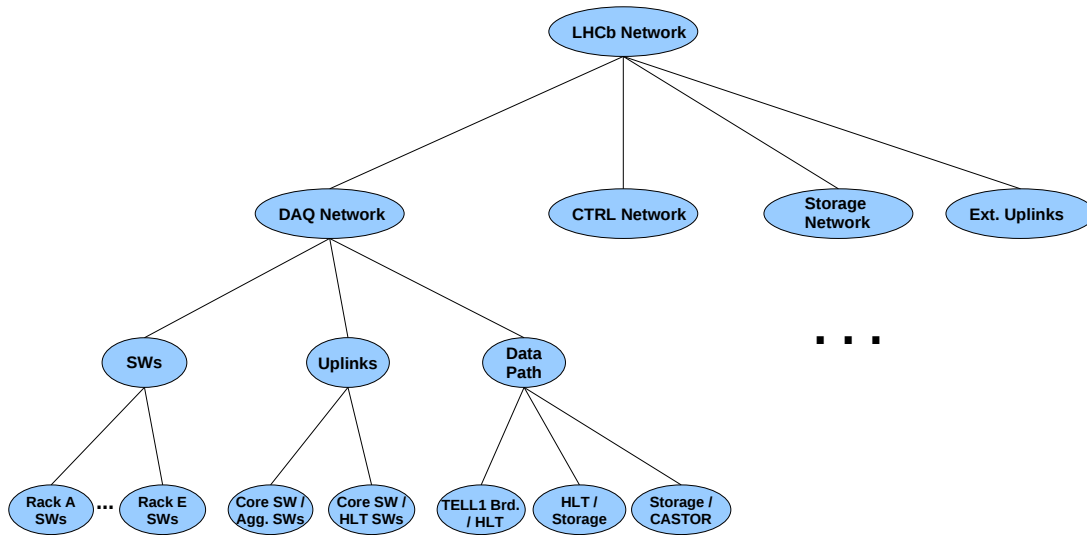 LHCb Network
DAQ Network
CTRL Network
Storage
Network
Ext. Uplinks
SWs
Uplinks
Data
Path
. . .
Rack A
SWs
...
Rack E
SWs
Core SW /
Agg. SWs
Core SW /
HLT SWs
TELL1 Brd.
/ HLT
HLT /
Storage
Storage /
CASTOR